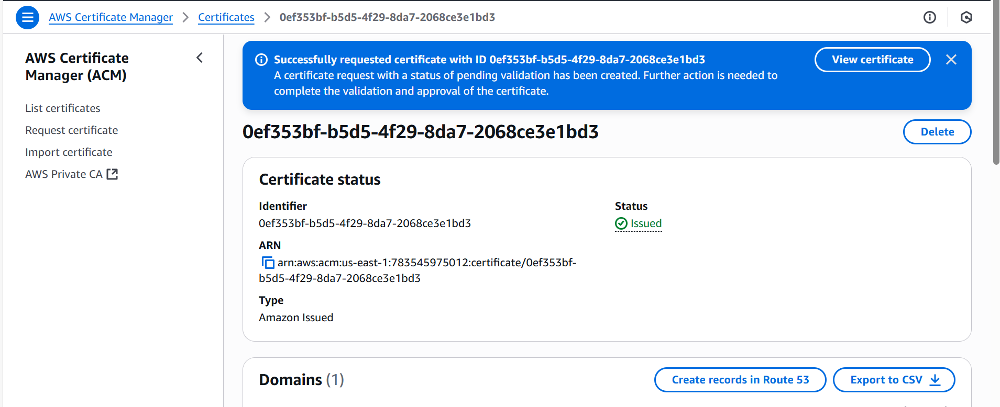 AWS Certificate Manager
Certificates
0ef353bf-b5d5-4f29-8da7-2068ce3e1bd3
AWS Certificate
Manager (ACM)
List certificates
Request certificate
Import certificate
AWS Private CA
Successfully requested certificate with ID 0ef353bf-b5d5-4f29-8da7-2068ce3e1bd3
A certificate request with a status of pending validation has been created. Further action is needed to
complete the validation and approval of the certificate.
View certificate
0ef353bf-b5d5-4f29-8da7-2068ce3e1bd3
Delete
Certificate status
Identifier
0ef353bf-b5d5-4f29-8da7-2068ce3e1bd3
Status
Issued
ARN
arn:aws:acm:us-east-1:783545975012:certificate/0ef353bf-
b5d5-4f29-8da7-2068ce3e1bd3
Type
Amazon Issued
Domains (1)
Create records in Route 53
Export to CSV